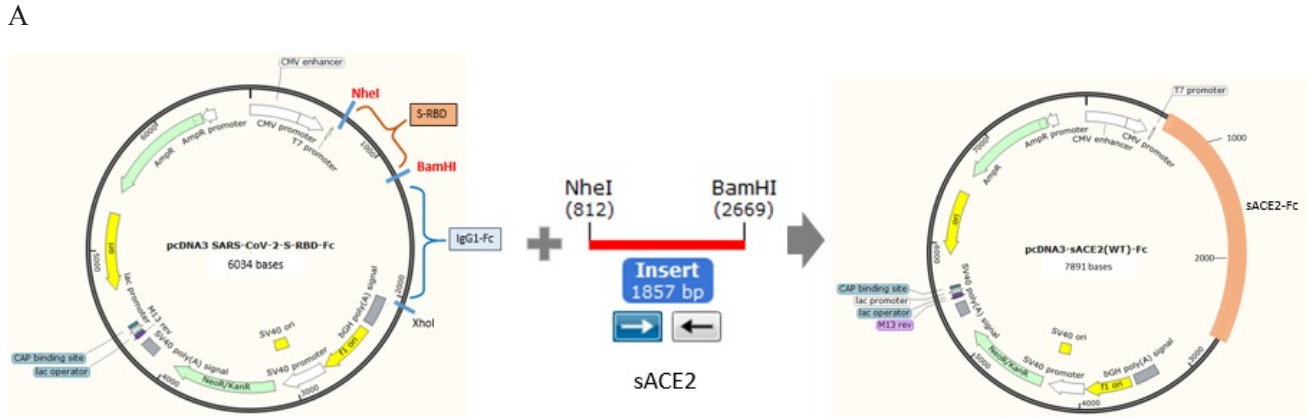 A
CMV enhancer
NheI
S-RBD
CMV promoter
T7 promoter
1000
BamHI
IgG1-Fc
2000
XhoI
bGH poly(A) signal
f1 ori
3000
SV40 promoter
SV40 ori
NeoR/KanR
4000
SV40 poly(A) signal
M13 rev
lac promoter
CAP binding site
lac operator
5000
ori
AmpR
AmpR promoter
6000
pcDNA3 SARS-CoV-2-S-RBD-Fc
6034 bases
NheI
(812)
BamHI
(2669)
Insert
1857 bp
sACE2
T7 promoter
CMV enhancer
CMV promoter
1000
sACE2-Fc
2000
3000
bGH poly(A) signal
f1 ori
4000
SV40 promoter
SV40 ori
NeoR/KanR
5000
SV40 poly(A) signal
CAP binding site
lac promoter
lac operator
M13 rev
6000
ori
AmpR
AmpR promoter
7000
pcDNA3-sACE2(WT)-Fc
7891 bases